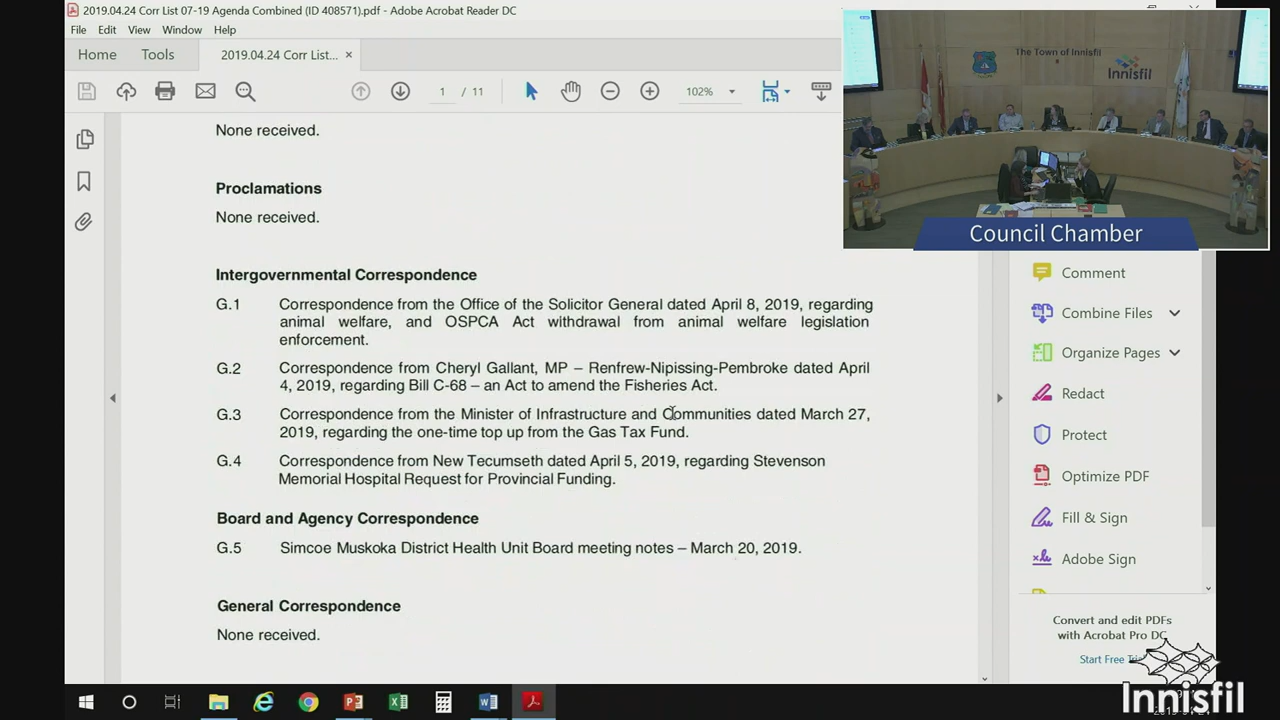 2019.04.24 Corr List 07-19 Agenda Combined (ID 408571).pdf - Adobe Acrobat Reader DC
File Edit View Window Help
Home Tools 2019.04.24 Corr List... ×
1 / 11 102%
None received.
Proclamations
None received.
Intergovernmental Correspondence
G.1 Correspondence from the Office of the Solicitor General dated April 8, 2019, regarding
animal welfare, and OSPCA Act withdrawal from animal welfare legislation
enforcement.
G.2 Correspondence from Cheryl Gallant, MP – Renfrew-Nipissing-Pembroke dated April
4, 2019, regarding Bill C-68 – an Act to amend the Fisheries Act.
G.3 Correspondence from the Minister of Infrastructure and Communities dated March 27,
2019, regarding the one-time top up from the Gas Tax Fund.
G.4 Correspondence from New Tecumseth dated April 5, 2019, regarding Stevenson
Memorial Hospital Request for Provincial Funding.
Board and Agency Correspondence
G.5 Simcoe Muskoka District Health Unit Board meeting notes – March 20, 2019.
General Correspondence
None received.
The Town of Innisfil
Innisfil
Council Chamber
Comment
Combine Files
Organize Pages
Redact
Protect
Optimize PDF
Fill & Sign
Adobe Sign
Convert and edit PDFs
with Acrobat Pro DC
Start Free
Innisfil